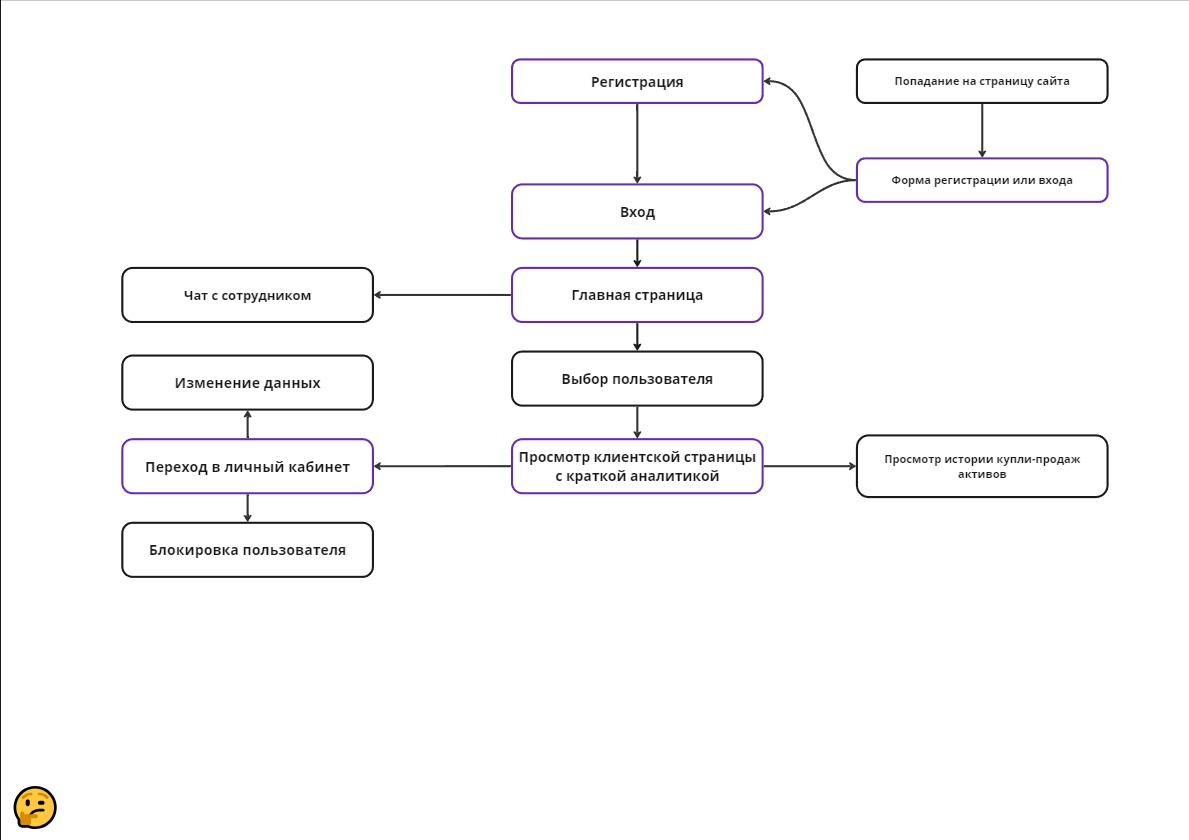 Регистрация
Попадание на страницу сайта
Форма регистрации или входа
Вход
Чат с сотрудником
Главная страница
Изменение данных
Выбор пользователя
Переход в личный кабинет
Просмотр клиентской страницы
с краткой аналитикой
Просмотр истории купли-продаж
активов
Блокировка пользователя